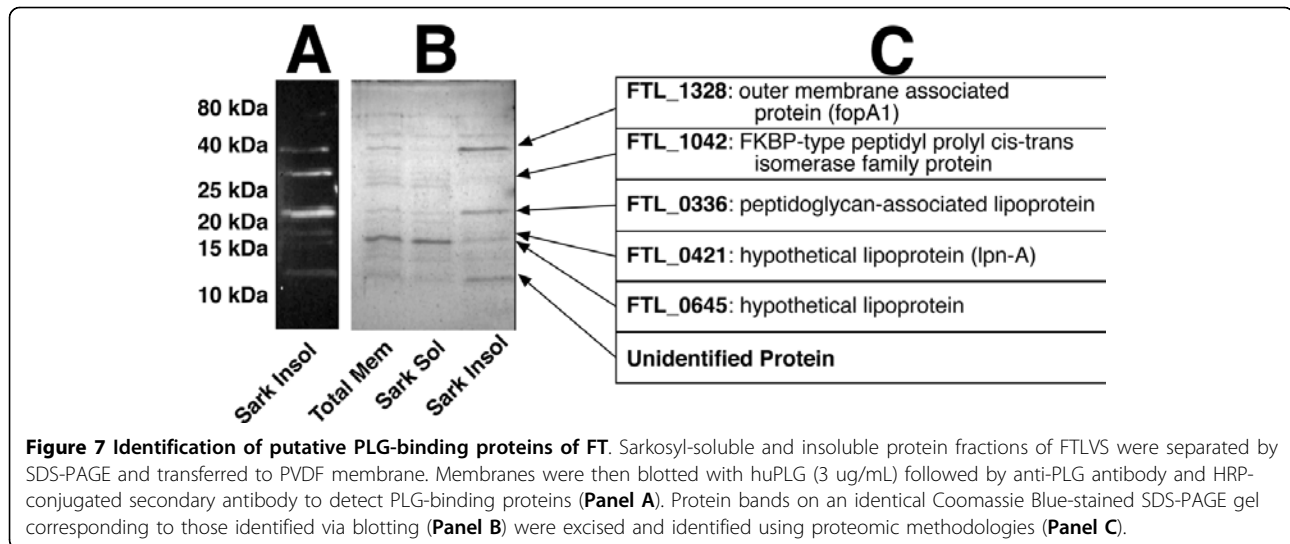 A
B
C
80 kDa
40 kDa
25 kDa
20 kDa
15 kDa
10 kDa
Sark Insol
Total Mem
Sark Sol
Sark Insol
FTL_1328: outer membrane associated
protein (fopA1)
FTL_1042: FKBP-type peptidyl prolyl cis-trans
isomerase family protein
FTL_0336: peptidoglycan-associated lipoprotein
FTL_0421: hypothetical lipoprotein (lpn-A)
FTL_0645: hypothetical lipoprotein
Unidentified Protein
Figure 7 Identification of putative PLG-binding proteins of FT. Sarkosyl-soluble and insoluble protein fractions of FTLVS were separated by
SDS-PAGE and transferred to PVDF membrane. Membranes were then blotted with huPLG (3 ug/mL) followed by anti-PLG antibody and HRP-
conjugated secondary antibody to detect PLG-binding proteins (Panel A). Protein bands on an identical Coomassie Blue-stained SDS-PAGE gel
corresponding to those identified via blotting (Panel B) were excised and identified using proteomic methodologies (Panel C).